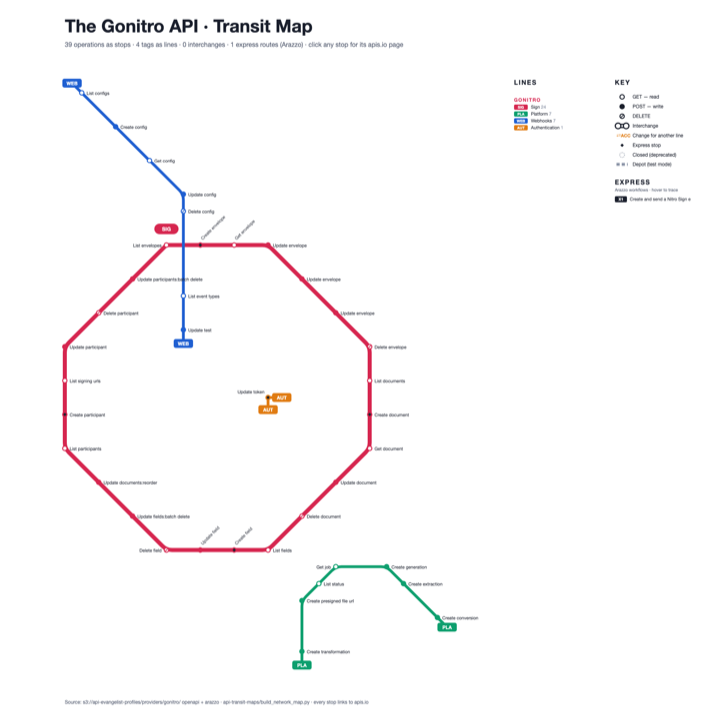 The Gonitro API · Transit Map
39 operations as stops · 4 tags as lines · 0 interchanges · 1 express routes (Arazzo) · click any stop for its apis.io page
WEB
List configs
Create config
Get config
Update config
Delete config
SIG
Create envelope
Get envelope
List envelopes
Update envelope
Update participants batch delete
Update envelope
List event types
Delete participant
Update envelope
Update test
WEB
Update participant
Delete envelope
List signing urls
List documents
Update token
AUT
AUT
Create participant
Create document
List participants
Get document
Update documents reorder
Update document
Update fields batch delete
Delete document
Update field
Create field
Delete field
List fields
Get job
Create generation
List status
Create extraction
Create presigned file url
Create conversion
PLA
Create transformation
PLA
LINES
GONITRO
SIG Sign 24
PLA Platform 7
WEB Webhooks 7
AUT Authentication 1
KEY
GET — read
POST — write
DELETE
Interchange
Change for another line
Express stop
Closed (deprecated)
Depot (test mode)
EXPRESS
Arazzo workflows · hover to trace
X1 Create and send a Nitro Sign e
Source: s3://api-evangelist-profiles/providers/gonitro/ openapi + arazzo · api-transit-maps/build_network_map.py · every stop links to apis.io